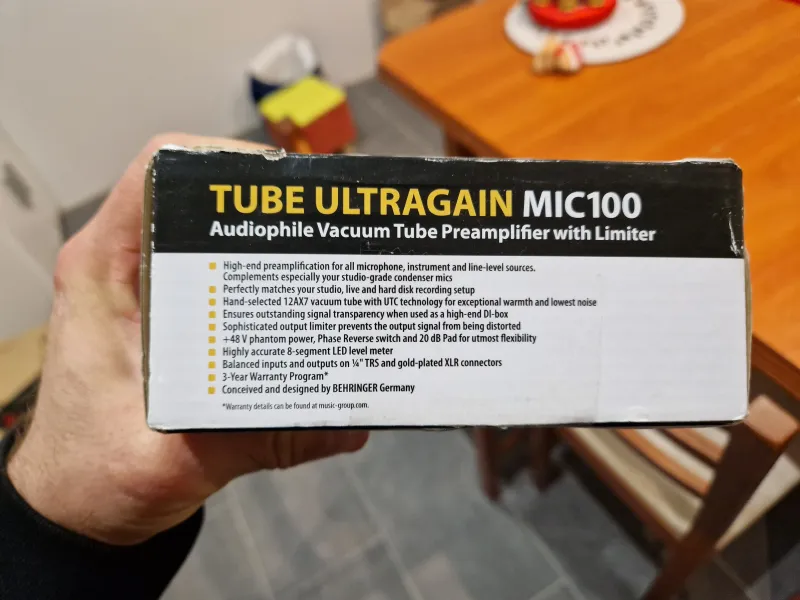 TUBE ULTRAGAIN MIC100
Audiophile Vacuum Tube Preamplifier with Limiter
High-end preamplification for all microphone, instrument and line-level sources.
Complements especially your studio-grade condenser mics
Perfectly matches your studio, live and hard disk recording setup
Hand-selected 12AX7 vacuum tube with UTC technology for exceptional warmth and lowest noise
Ensures outstanding signal transparency when used as a high-end DI-box
Sophisticated output limiter prevents the output signal from being distorted
+48 V phantom power, Phase Reverse switch and 20 dB Pad for utmost flexibility
Highly accurate 8-segment LED level meter
Balanced inputs and outputs on ¼" TRS and gold-plated XLR connectors
3-Year Warranty Program*
Conceived and designed by BEHRINGER Germany
*Warranty details can be found at music-group.com.